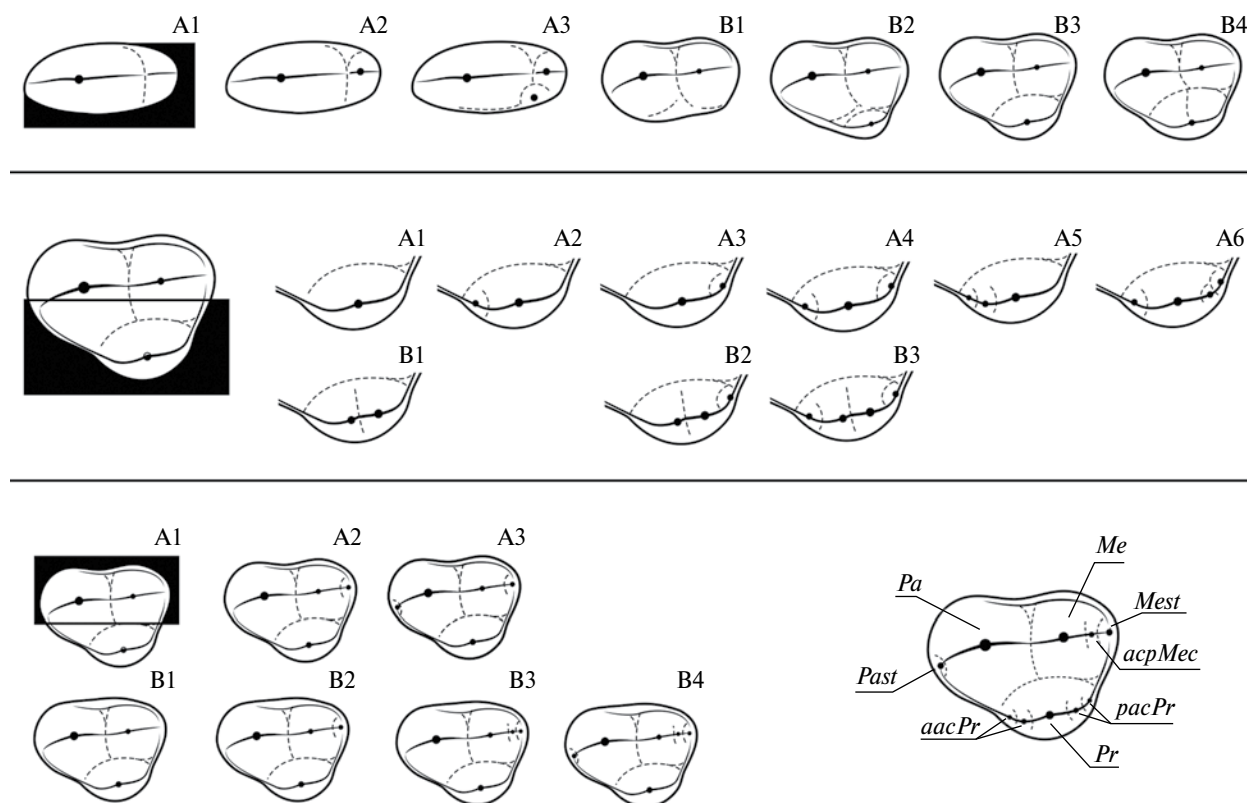 A1 A2 A3 B1 B2 B3 B4
A1 A2 A3 A4 A5 A6
B1 B2 B3
A1 A2 A3
Me
Pa
Mest
acpMec
B1 B2 B3 B4
Past
pacPr
aacPr
Pr